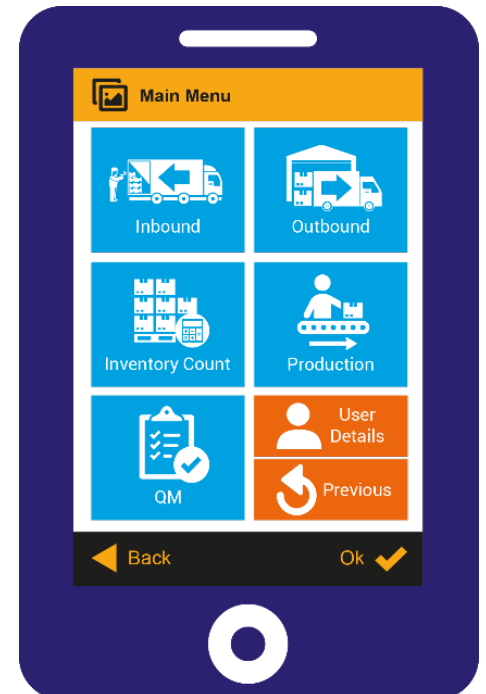 Main Menu
Inbound
Outbound
Inventory Count
Production
QM
User
Details
Previous
Back
Ok